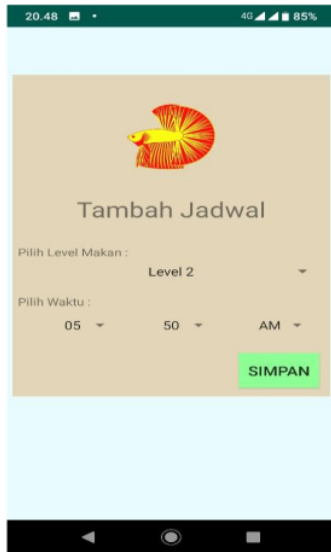 20.48 4G 85%
Tambah Jadwal
Pilih Level Makan :
Level 2
Pilih Waktu :
05 50 AM
SIMPAN